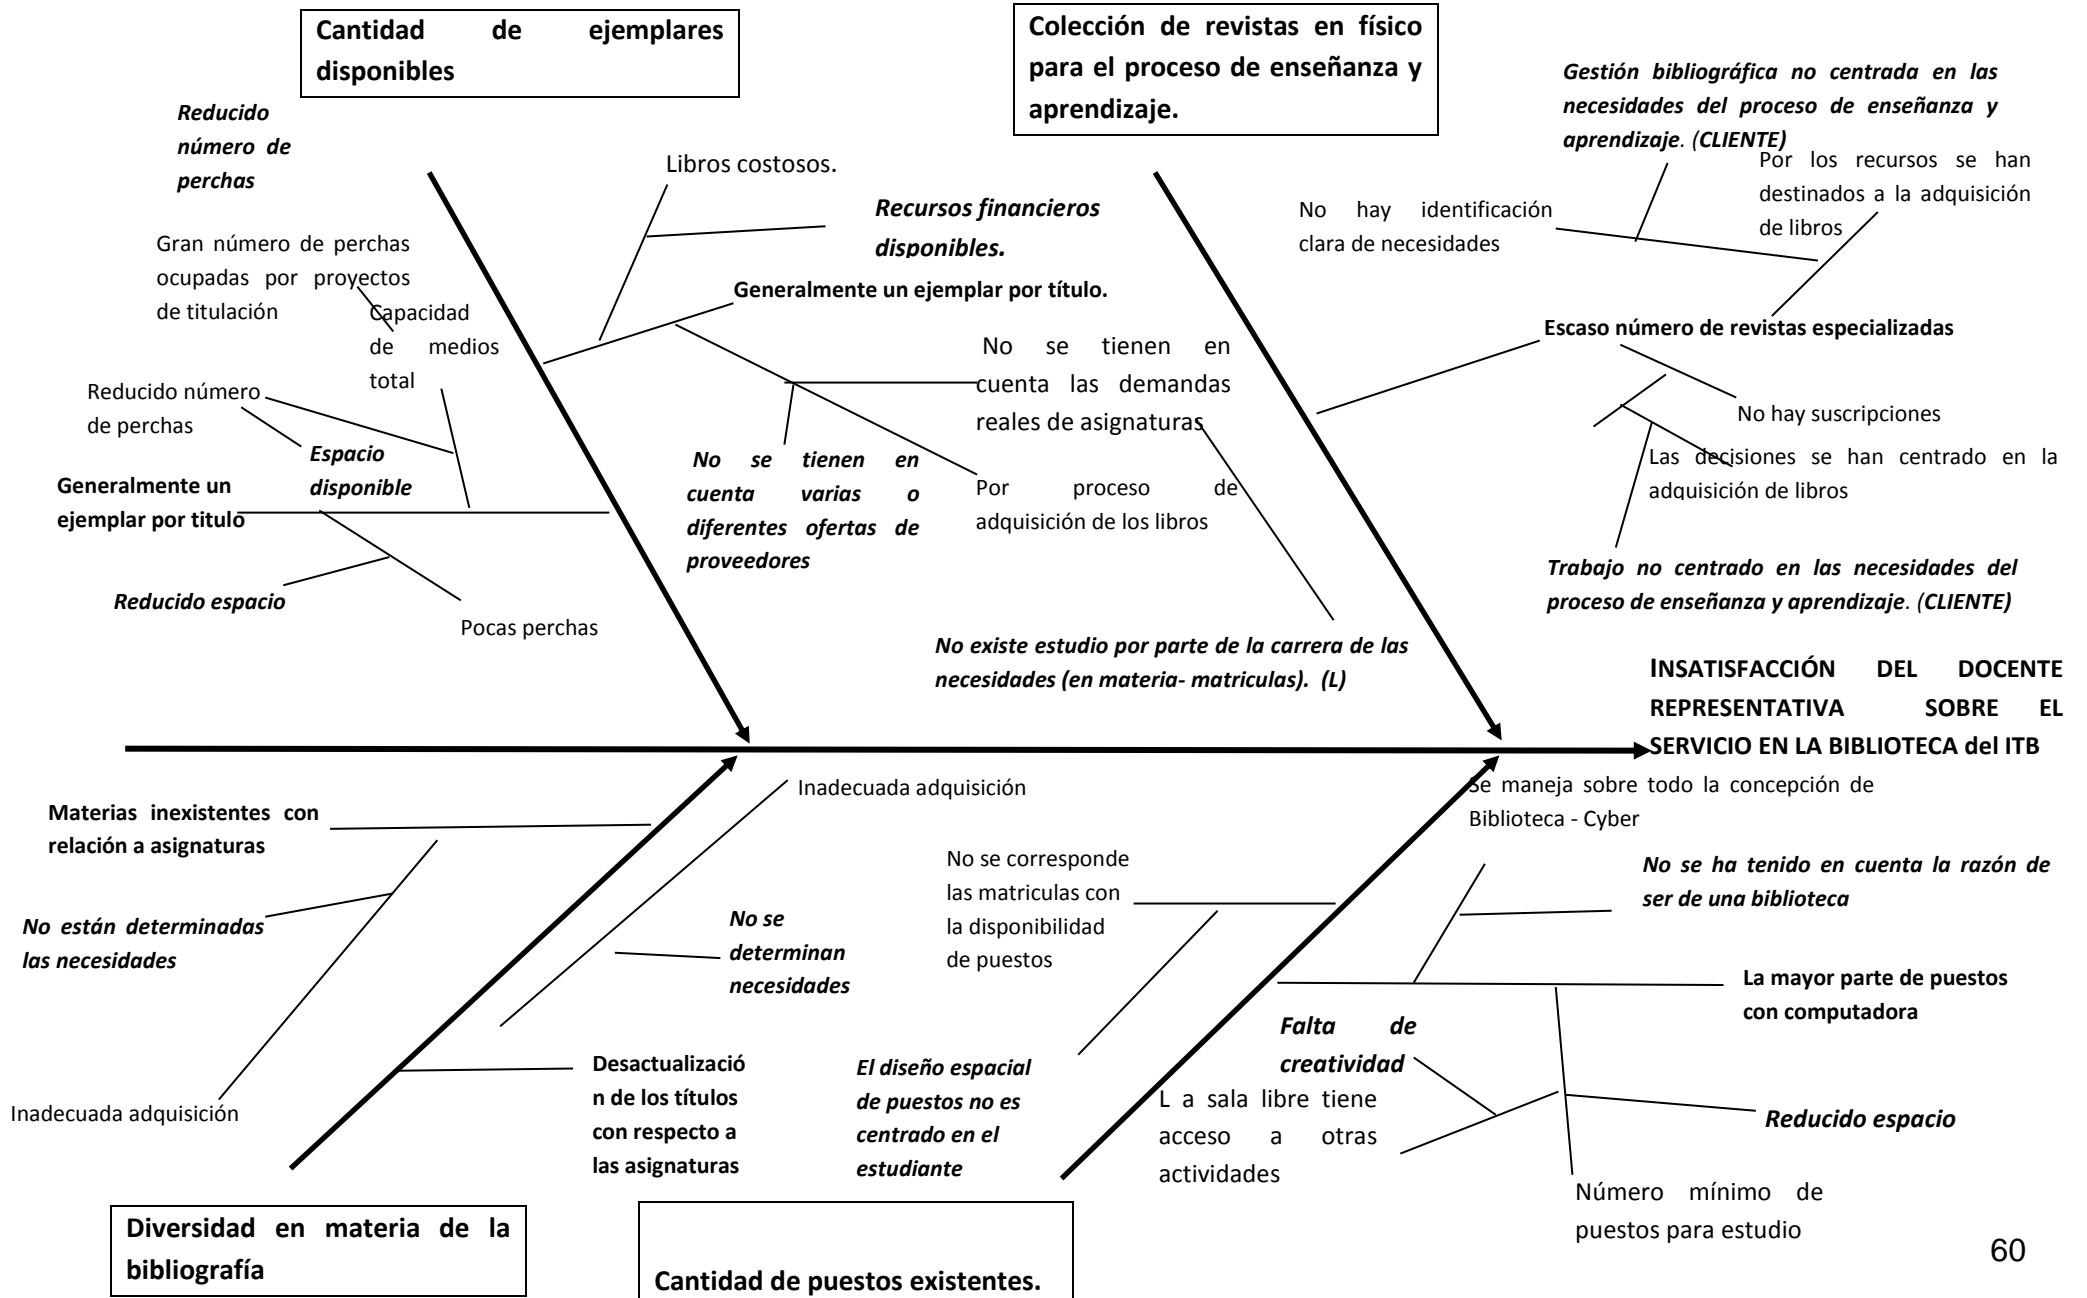 Cantidad de ejemplares
disponibles
Colección de revistas en físico
para el proceso de enseñanza y
aprendizaje.
Gestión bibliográfica no centrada en las
necesidades del proceso de enseñanza y
aprendizaje. (CLIENTE)
Reducido
número de
perchas
Libros costosos.
Por los recursos se han
destinados a la adquisición
de libros
Recursos financieros
disponibles.
No hay identificación
clara de necesidades
Gran número de perchas
ocupadas por proyectos
de titulación
Generalmente un ejemplar por título.
Capacidad
de medios
total
Escaso número de revistas especializadas
No se tienen en
cuenta las demandas
reales de asignaturas
Reducido número
de perchas
No hay suscripciones
Espacio
disponible
No se tienen en
cuenta varias o
diferentes ofertas de
proveedores
Las decisiones se han centrado en la
adquisición de libros
Generalmente un
ejemplar por titulo
Por proceso de
adquisición de los libros
Trabajo no centrado en las necesidades del
proceso de enseñanza y aprendizaje. (CLIENTE)
Reducido espacio
Pocas perchas
No existe estudio por parte de la carrera de las
necesidades (en materia- matriculas). (L)
INSATISFACCIÓN DEL DOCENTE
REPRESENTATIVA SOBRE EL
SERVICIO EN LA BIBLIOTECA del ITB
Inadecuada adquisición
Se maneja sobre todo la concepción de
Biblioteca - Cyber
Materias inexistentes con
relación a asignaturas
No se corresponde
las matriculas con
la disponibilidad
de puestos
No se ha tenido en cuenta la razón de
ser de una biblioteca
No están determinadas
las necesidades
No se
determinan
necesidades
La mayor parte de puestos
con computadora
Falta de
creatividad
Desactualizació
n de los títulos
con respecto a
las asignaturas
El diseño espacial
de puestos no es
centrado en el
estudiante
L a sala libre tiene
acceso a otras
actividades
Inadecuada adquisición
Reducido espacio
Número mínimo de
puestos para estudio
Diversidad en materia de la
bibliografía
Cantidad de puestos existentes.
60